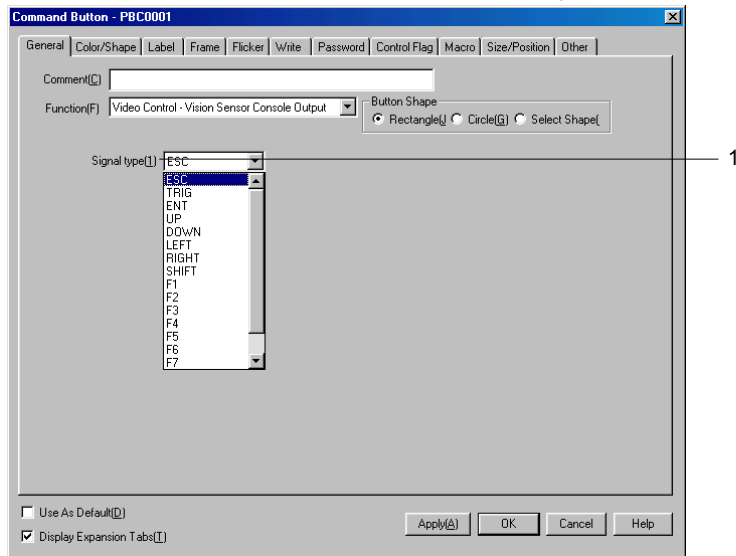 Command Button - PBC0001
General Color/Shape Label Frame Flicker Write Password Control Flag Macro Size/Position Other
Comment(C)
Function(F) Video Control - Vision Sensor Console Output
Button Shape
Rectangle(J Circle(G) Select Shape(
Signal type(1) ESC 1
ESC
TRIG
ENT
UP
DOWN
LEFT
RIGHT
SHIFT
F1
F2
F3
F4
F5
F6
F7
Use As Default(D)
Display Expansion Tabs(T)
Apply(A) OK Cancel Help